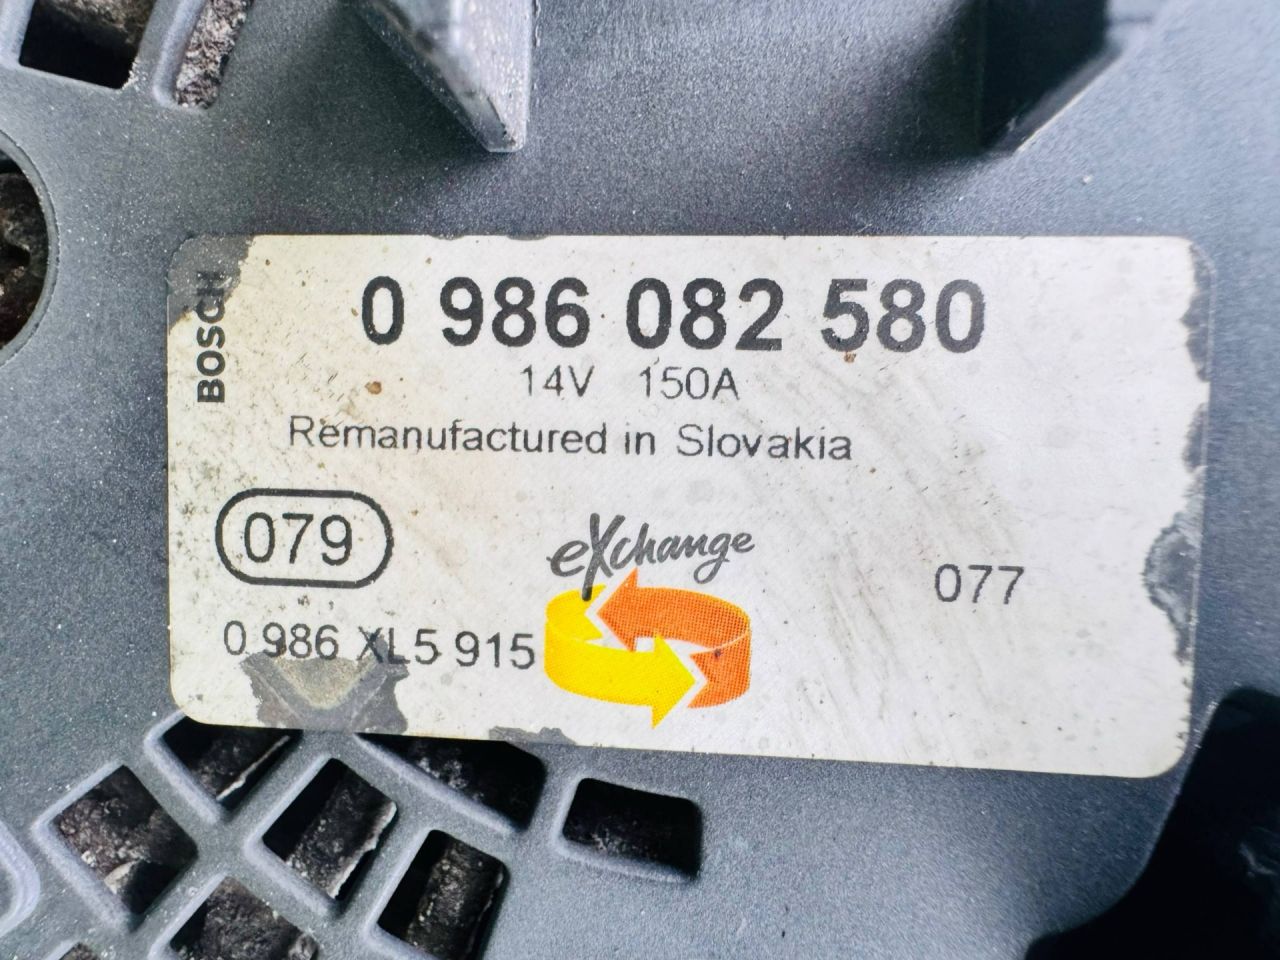 BOSCH
0 986 082 580
14V 150A
Remanufactured in Slovakia
079
eXchange
077
0 986 XL5 915